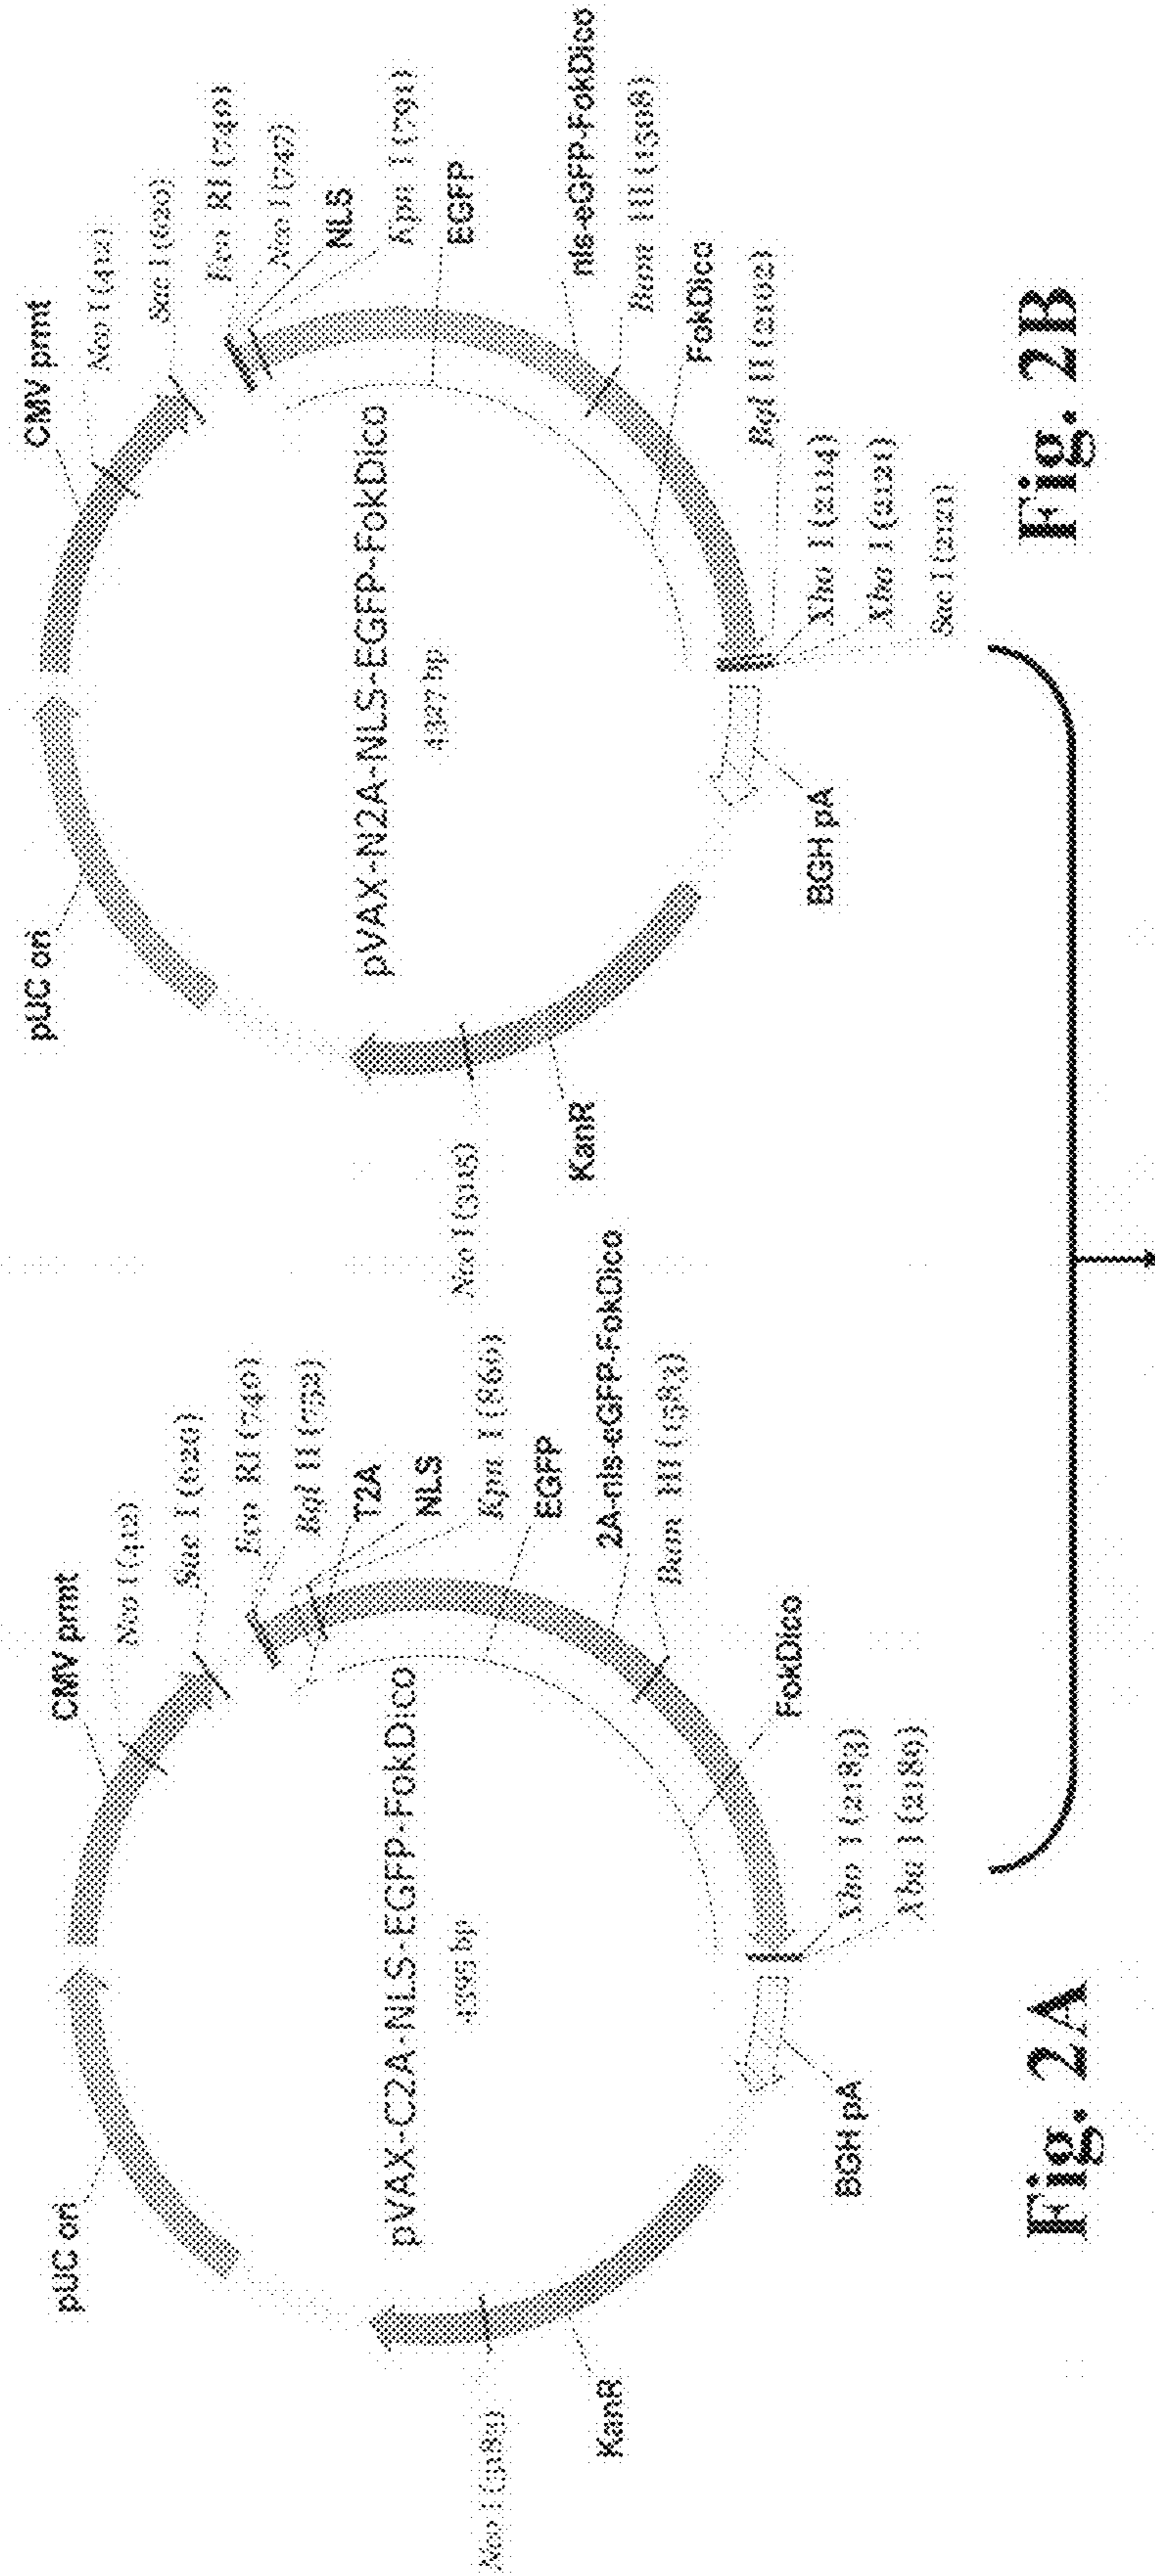 pUC ori
CMV prmt
Nco I (412)
Sac I (620)
Eco RI (740)
Bgl II (752)
T2A
NLS
Kpn I (860)
EGFP
2A-nls-eGFP-FokDico
Bam HI (1583)
FokDico
Xho I (2183)
Xba I (2189)
BGH pA
KanR
Nco I
pVAX-C2A-NLS-EGFP-FokDico
bp
Fig. 2A
pUC ori
CMV prmt
Nco I (412)
Sac I (620)
Eco RI (740)
Nco I (747)
NLS
Kpn I (791)
EGFP
nls-eGFP-FokDico
Bam HI (1508)
FokDico
Bgl II (2102)
Xho I (2114)
Xba I (2121)
Sac I
BGH pA
KanR
Nco I
pVAX-N2A-NLS-EGFP-FokDico
bp
Fig. 2B